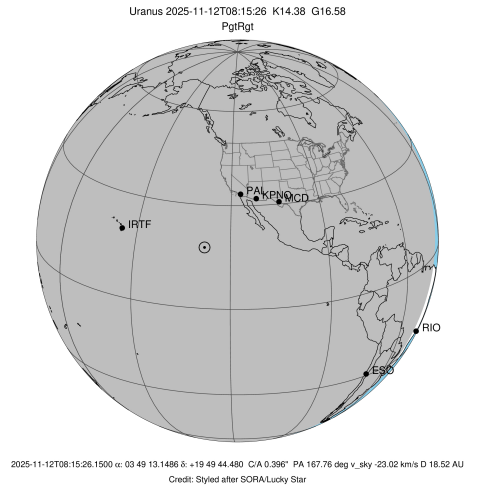 Uranus 2025-11-12T08:15:26 K14.38 G16.58
PgtRgt
PAL
KPNO
MCD
IRTF
RIO
ESO
2025-11-12T08:15:26.1500 α: 03 49 13.1486 δ: +19 49 44.480 C/A 0.396" PA 167.76 deg v_sky -23.02 km/s D 18.52 AU
Credit: Styled after SORA/Lucky Star